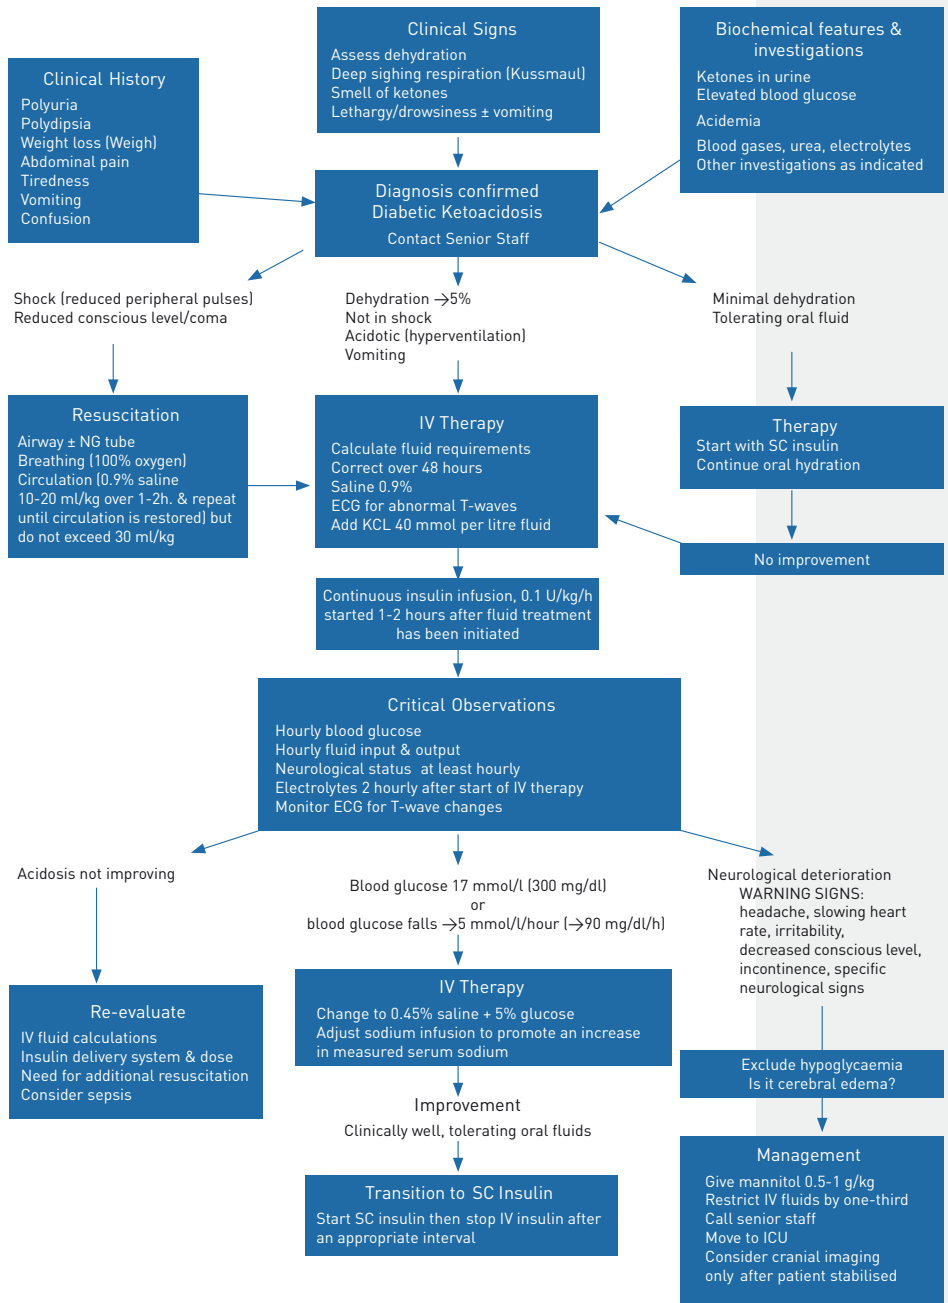 Clinical History
Polyuria
Polydipsia
Weight loss (Weigh)
Abdominal pain
Tiredness
Vomiting
Confusion
Clinical Signs
Assess dehydration
Deep sighing respiration (Kussmaul)
Smell of ketones
Lethargy/drowsiness ± vomiting
Biochemical features &
investigations
Ketones in urine
Elevated blood glucose
Acidemia
Blood gases, urea, electrolytes
Other investigations as indicated
Diagnosis confirmed
Diabetic Ketoacidosis
Contact Senior Staff
Shock (reduced peripheral pulses)
Reduced conscious level/coma
Dehydration →5%
Not in shock
Acidotic (hyperventilation)
Vomiting
Minimal dehydration
Tolerating oral fluid
Resuscitation
Airway ± NG tube
Breathing (100% oxygen)
Circulation (0.9% saline
10-20 ml/kg over 1-2h. & repeat
until circulation is restored) but
do not exceed 30 ml/kg
IV Therapy
Calculate fluid requirements
Correct over 48 hours
Saline 0.9%
ECG for abnormal T-waves
Add KCL 40 mmol per litre fluid
Therapy
Start with SC insulin
Continue oral hydration
No improvement
Continuous insulin infusion, 0.1 U/kg/h
started 1-2 hours after fluid treatment
has been initiated
Critical Observations
Hourly blood glucose
Hourly fluid input & output
Neurological status at least hourly
Electrolytes 2 hourly after start of IV therapy
Monitor ECG for T-wave changes
Acidosis not improving
Blood glucose 17 mmol/l (300 mg/dl)
or
blood glucose falls →5 mmol/l/hour (→90 mg/dl/h)
Neurological deterioration
WARNING SIGNS:
headache, slowing heart
rate, irritability,
decreased conscious level,
incontinence, specific
neurological signs
Re-evaluate
IV fluid calculations
Insulin delivery system & dose
Need for additional resuscitation
Consider sepsis
IV Therapy
Change to 0.45% saline + 5% glucose
Adjust sodium infusion to promote an increase
in measured serum sodium
Exclude hypoglycaemia
Is it cerebral edema?
Improvement
Clinically well, tolerating oral fluids
Transition to SC Insulin
Start SC insulin then stop IV insulin after
an appropriate interval
Management
Give mannitol 0.5-1 g/kg
Restrict IV fluids by one-third
Call senior staff
Move to ICU
Consider cranial imaging
only after patient stabilised